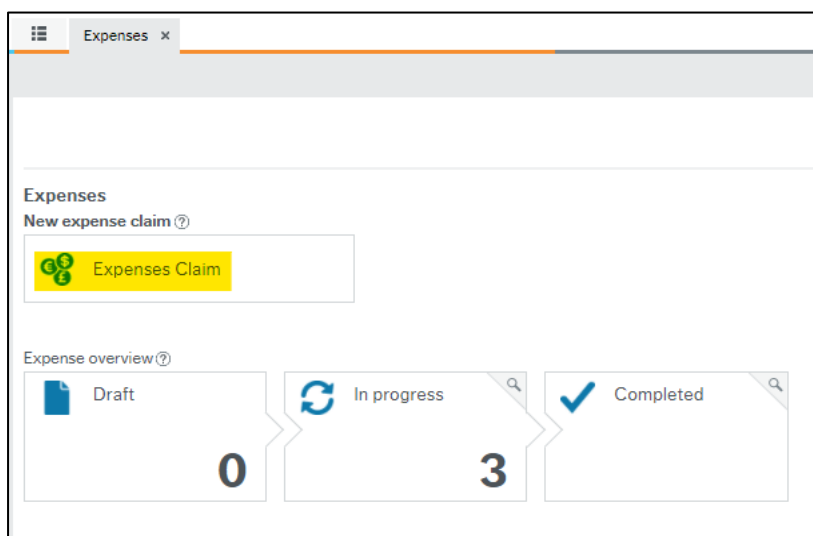 Expenses ×
Expenses
New expense claim ?
Expenses Claim
Expense overview ?
Draft
0
In progress
3
Completed